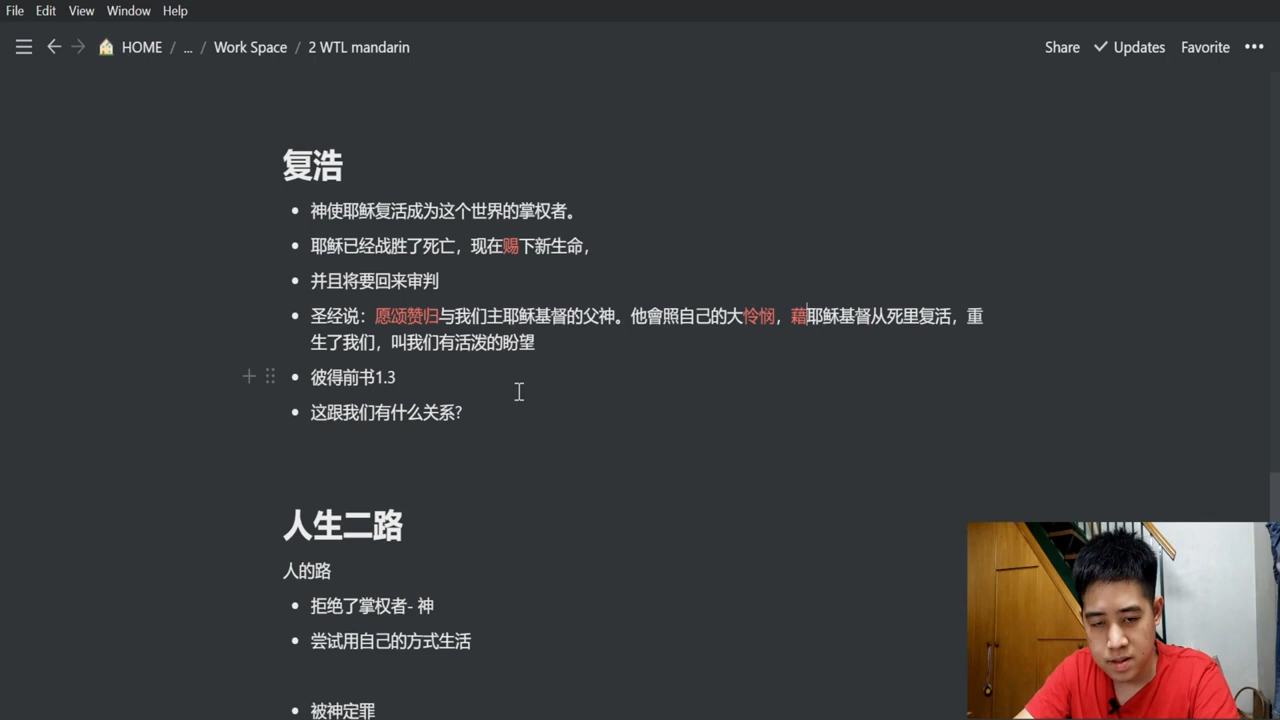 File Edit View Window Help
HOME / ... / Work Space / 2 WTL mandarin
Share Updates Favorite
复浩
神使耶稣复活成为这个世界的掌权者。
耶稣已经战胜了死亡，现在赐下新生命，
并且将要回来审判
圣经说：愿颂赞归与我们主耶稣基督的父神。他會照自己的大怜悯，藉耶稣基督从死里复活，重
生了我们，叫我们有活泼的盼望
彼得前书1.3
这跟我们有什么关系?
人生二路
人的路
拒绝了掌权者- 神
尝试用自己的方式生活
被神定罪